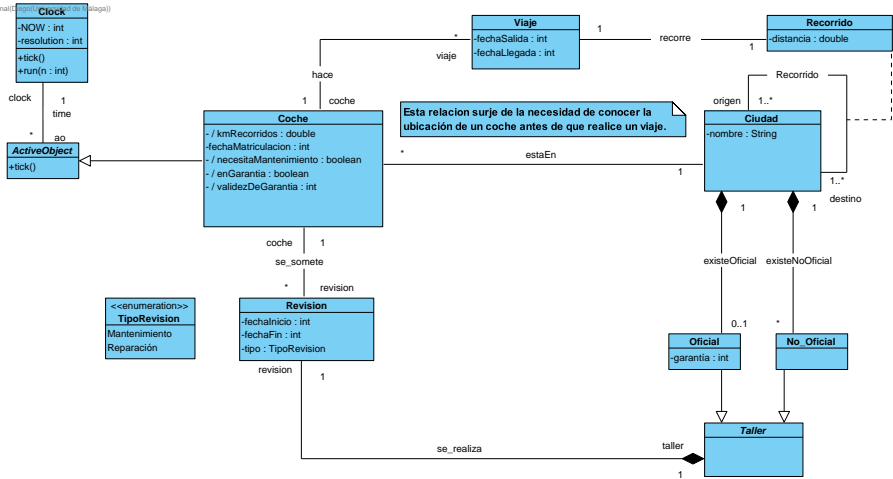 Clock
-NOW : int
-resolution : int
+tick()
+run(n : int)
clock
1
time
*
ao
ActiveObject
+tick()
Viaje
-fechaSalida : int
-fechaLlegada : int
*
viaje
hace
1
coche
1
recorre
1
Recorrido
-distancia : double
Recorrido
origen
1..*
Ciudad
-nombre : String
1..*
destino
Coche
- / kmRecorridos : double
-fechaMatriculacion : int
- / necesitaMantenimiento : boolean
- / enGarantia : boolean
- / validezDeGarantia : int
Esta relacion surje de la necesidad de conocer la
ubicación de un coche antes de que realice un viaje.
*
estaEn
1
coche
1
se_somete
*
revision
1
1
existeOficial
existeNoOficial
0..1
*
<<enumeration>>
TipoRevision
Mantenimiento
Reparación
Revision
-fechaInicio : int
-fechaFin : int
-tipo : TipoRevision
revision
1
Oficial
-garantía : int
No_Oficial
se_realiza
taller
1
Taller